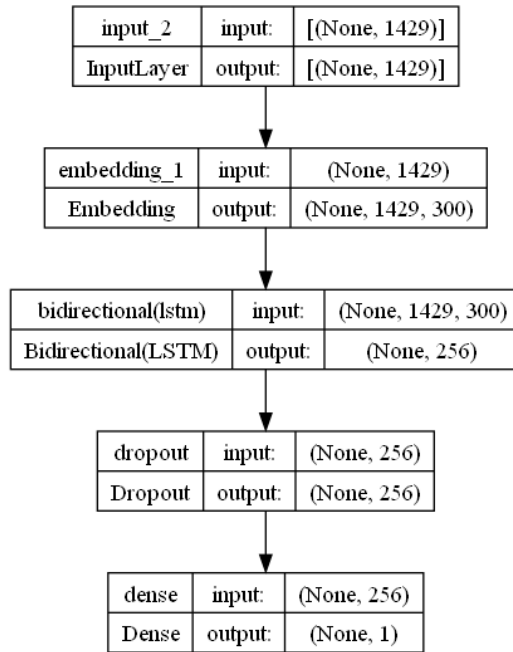 input_2 input: [(None, 1429)]
InputLayer output: [(None, 1429)]
embedding_1 input: (None, 1429)
Embedding output: (None, 1429, 300)
bidirectional(lstm) input: (None, 1429, 300)
Bidirectional(LSTM) output: (None, 256)
dropout input: (None, 256)
Dropout output: (None, 256)
dense input: (None, 256)
Dense output: (None, 1)